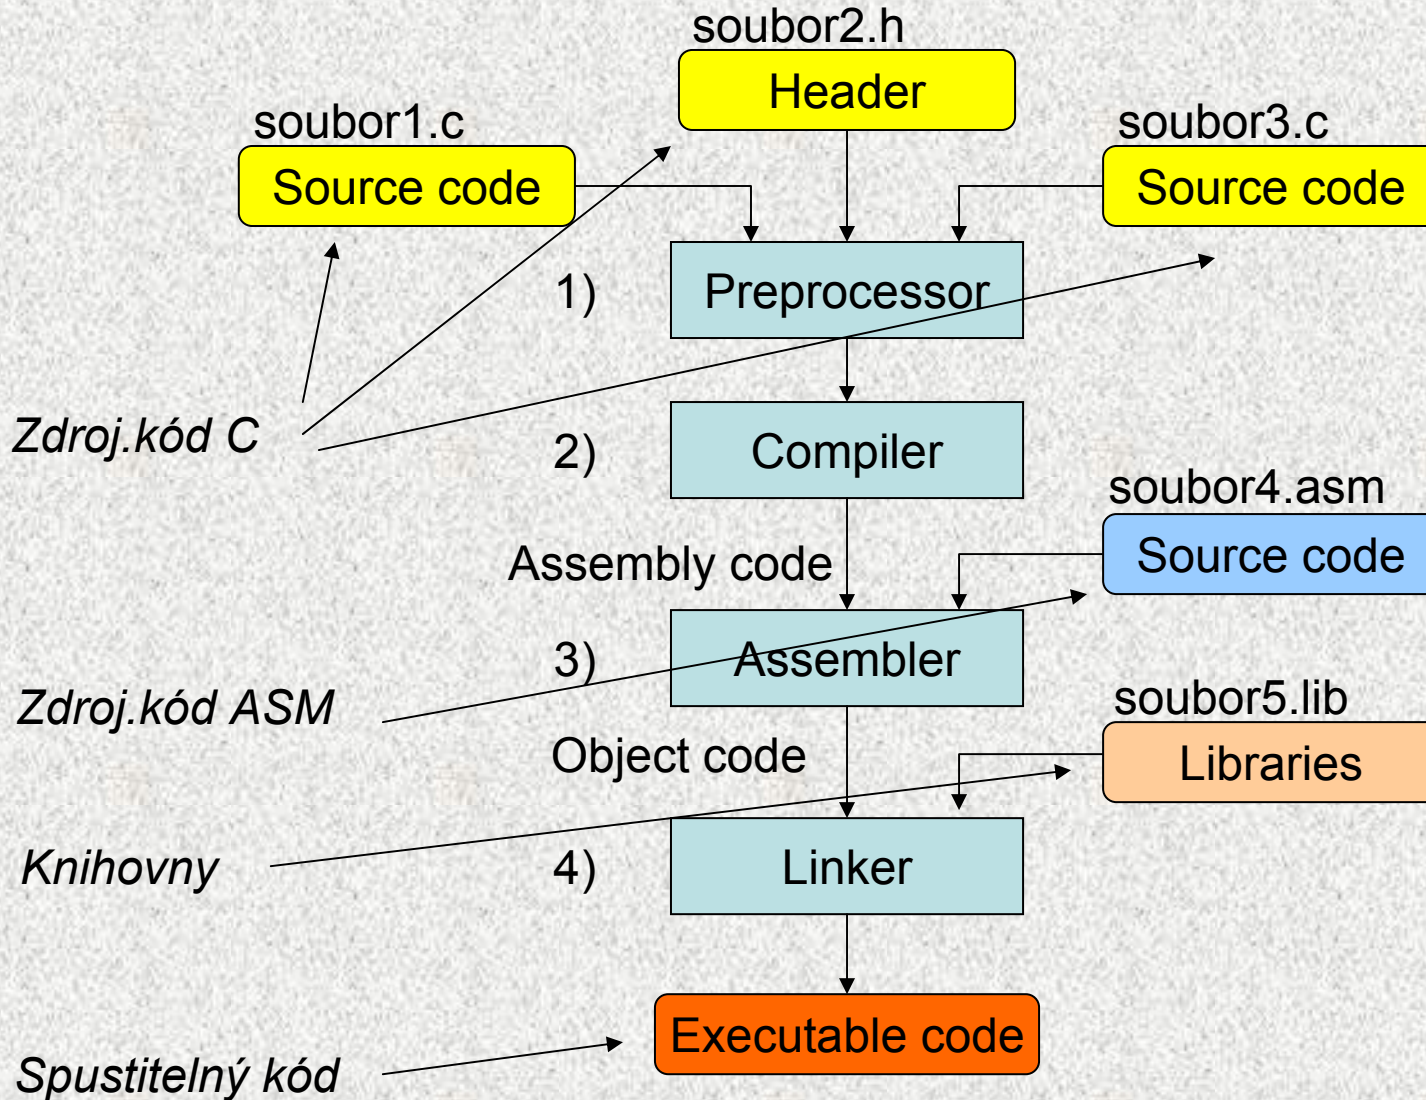 soubor2.h
Header
soubor1.c
soubor3.c
Source code
Source code
1)
Preprocessor
Zdroj.kód C
2)
Compiler
soubor4.asm
Source code
Assembly code
3)
Assembler
Zdroj.kód ASM
soubor5.lib
Object code
Libraries
Knihovny
4)
Linker
Executable code
Spustitelný kód